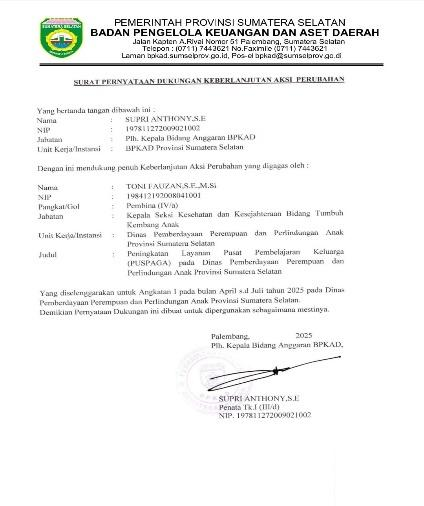 SUMATERA SELATAN
PEMERINTAH PROVINSI SUMATERA SELATAN
BADAN PENGELOLA KEUANGAN DAN ASET DAERAH
Jalan Kapten A.Rivai Nomor 51 Palembang, Sumatera Selatan
Telepon : (0711) 7443621 No.Faximile (0711) 7443621
Laman bpkad.sumselprov.go.id, Pos-el bpkad@sumselprov.go.id
SURAT PERNYATAAN DUKUNGAN KEBERLANJUTAN AKSI PERUBAHAN
Yang bertanda tangan dibawah ini :
Nama : SUPRI ANTHONY,S.E
NIP : 197811272009021002
Jabatan : Plh. Kepala Bidang Anggaran BPKAD
Unit Kerja/Instansi : BPKAD Provinsi Sumatera Selatan
Dengan ini mendukung penuh Keberlanjutan Aksi Perubahan yang digagas oleh :
Nama : TONI FAUZAN,S.E.,M.Si
NIP : 198412192008041001
Pangkat/Gol : Pembina (IV/a)
Jabatan : Kepala Seksi Kesehatan dan Kesejahteraan Bidang Tumbuh
Kembang Anak
Unit Kerja/Instansi : Dinas Pemberdayaan Perempuan dan Perlindungan Anak
Provinsi Sumatera Selatan
Judul : Peningkatan Layanan Pusat Pembelajaran Keluarga
(PUSPAGA) pada Dinas Pemberdayaan Perempuan dan
Perlindungan Anak Provinsi Sumatera Selatan
Yang diselenggarakan untuk Angkatan I pada bulan April s.d Juli tahun 2025 pada Dinas
Pemberdayaan Perempuan dan Perlindungan Anak Provinsi Sumatera Selatan.
Demikian Pernyataan Dukungan ini dibuat untuk dipergunakan sebagaimana mestinya.
Palembang, 2025
Plh. Kepala Bidang Anggaran BPKAD,
SUPRI ANTHONY,S.E
Penata Tk.I (III/d)
NIP. 197811272009021002